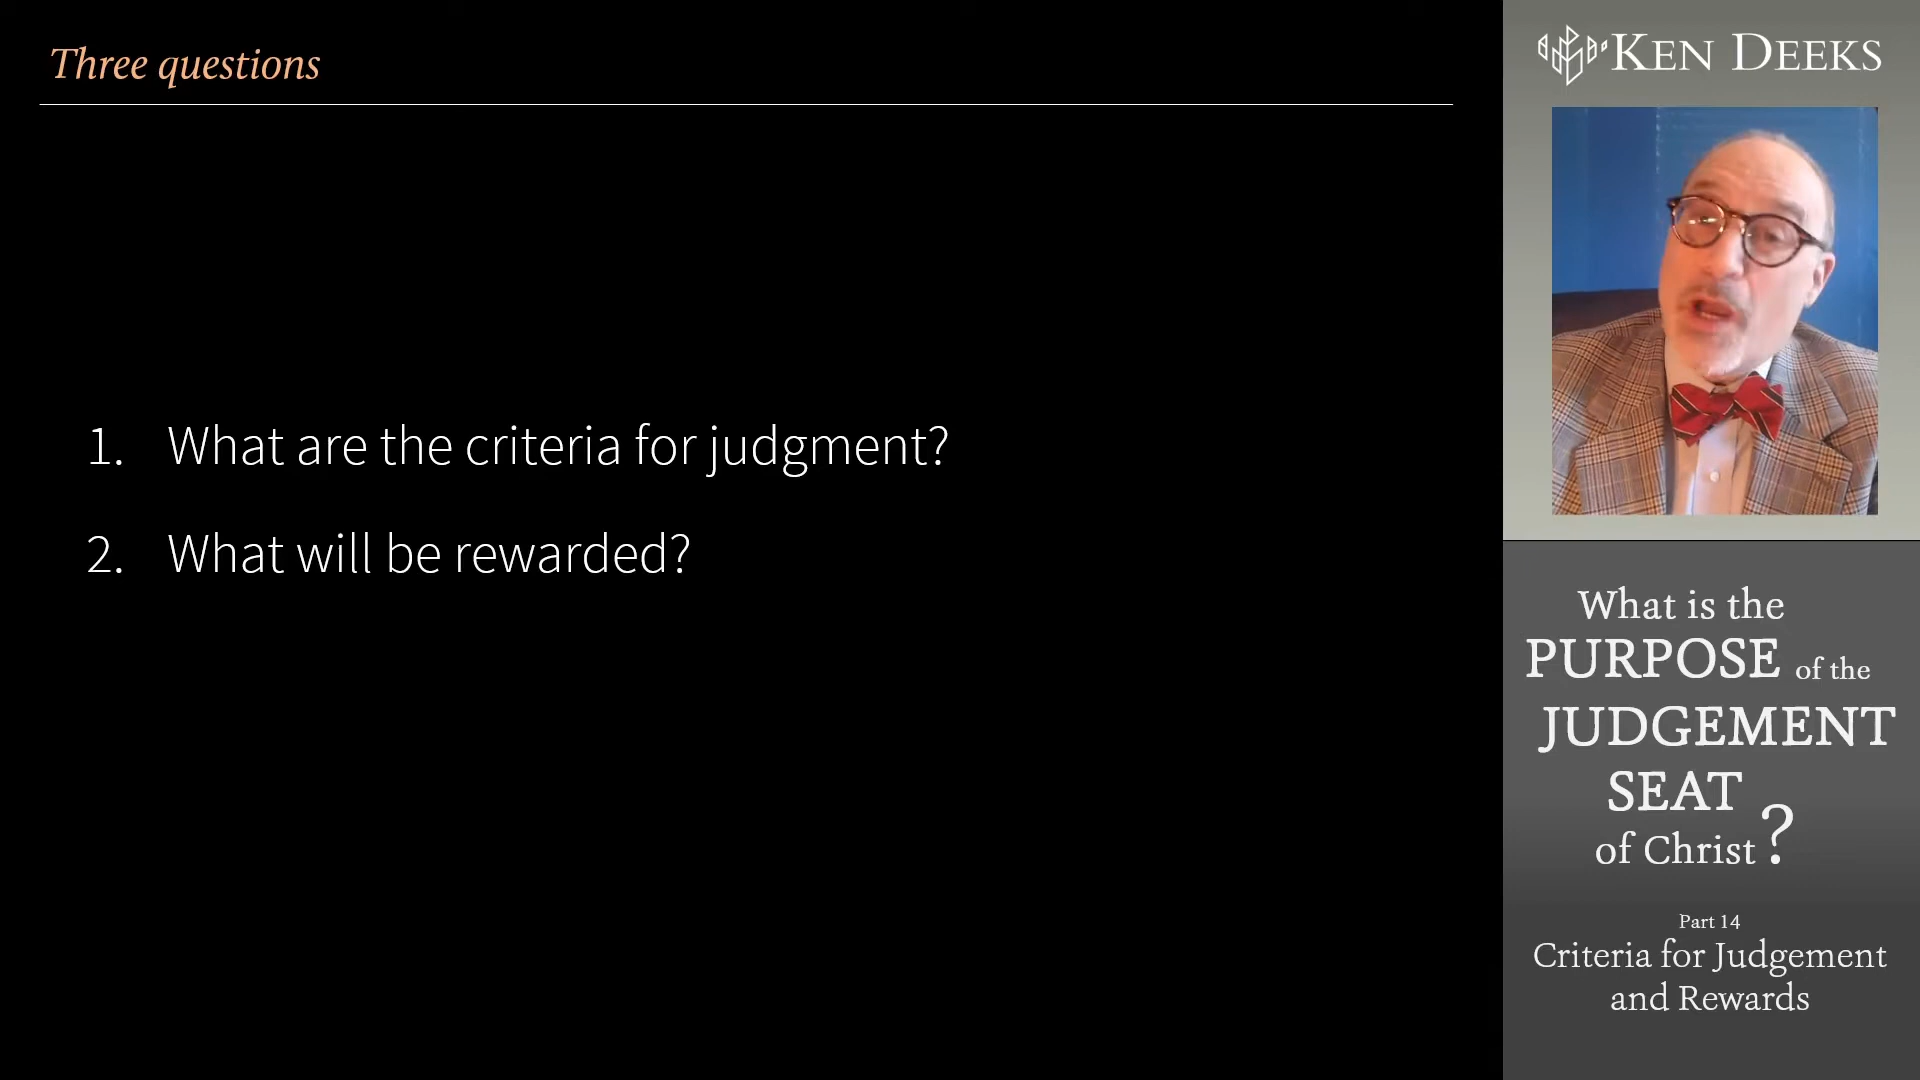 Three questions
1. What are the criteria for judgment?
2. What will be rewarded?
KEN DEEKS
What is the
PURPOSE of the
JUDGEMENT
SEAT
of Christ?
Part 14
Criteria for Judgement
and Rewards